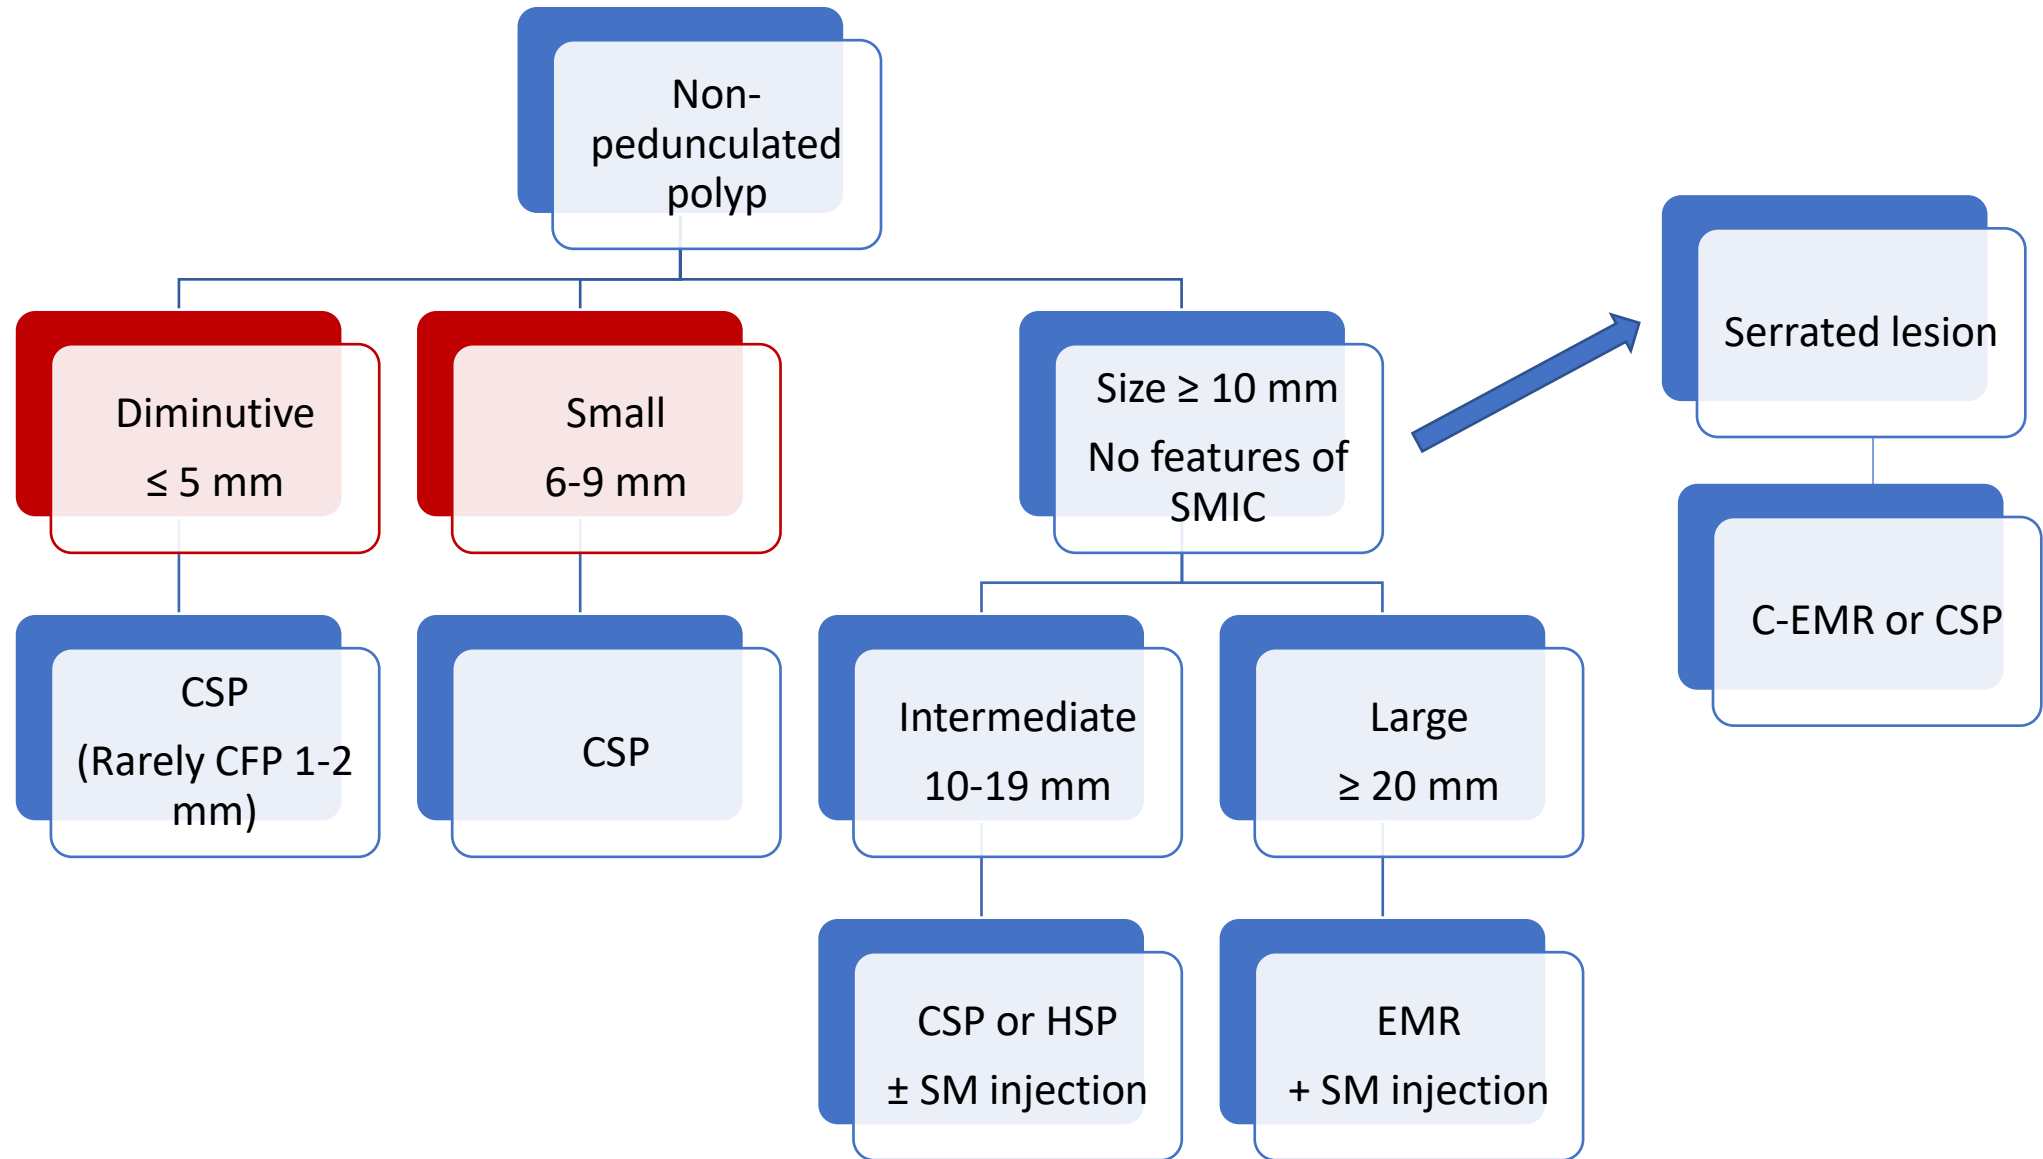 Non-
pedunculated
polyp
Diminutive
≤ 5 mm
Small
6-9 mm
Size ≥ 10 mm
No features of
SMIC
Serrated lesion
CSP
(Rarely CFP 1-2
mm)
CSP
Intermediate
10-19 mm
Large
≥ 20 mm
C-EMR or CSP
CSP or HSP
± SM injection
EMR
+ SM injection